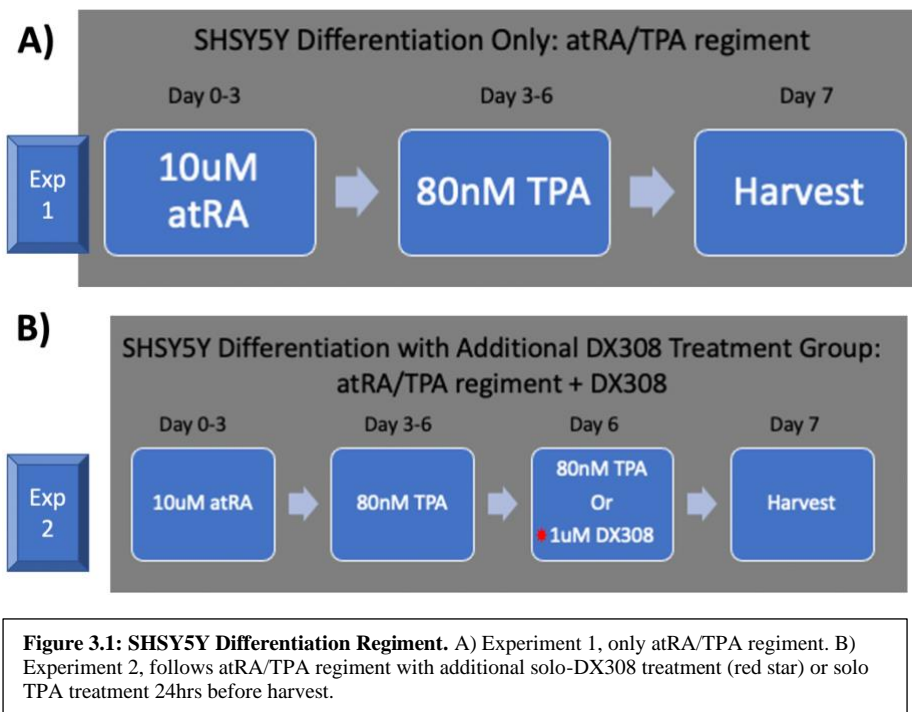 A)
SHSY5Y Differentiation Only: atRA/TPA regiment
Day 0-3
Day 3-6
Day 7
Exp
1
10uM
atRA
80nM TPA
Harvest
B)
SHSY5Y Differentiation with Additional DX308 Treatment Group:
atRA/TPA regiment + DX308
Day 0-3
Day 3-6
Day 6
Day 7
Exp
2
10uM atRA
80nM TPA
80nM TPA
Or
1uM DX308
Harvest
Figure 3.1: SHSY5Y Differentiation Regiment. A) Experiment 1, only atRA/TPA regiment. B)
Experiment 2, follows atRA/TPA regiment with additional solo-DX308 treatment (red star) or solo
TPA treatment 24hrs before harvest.